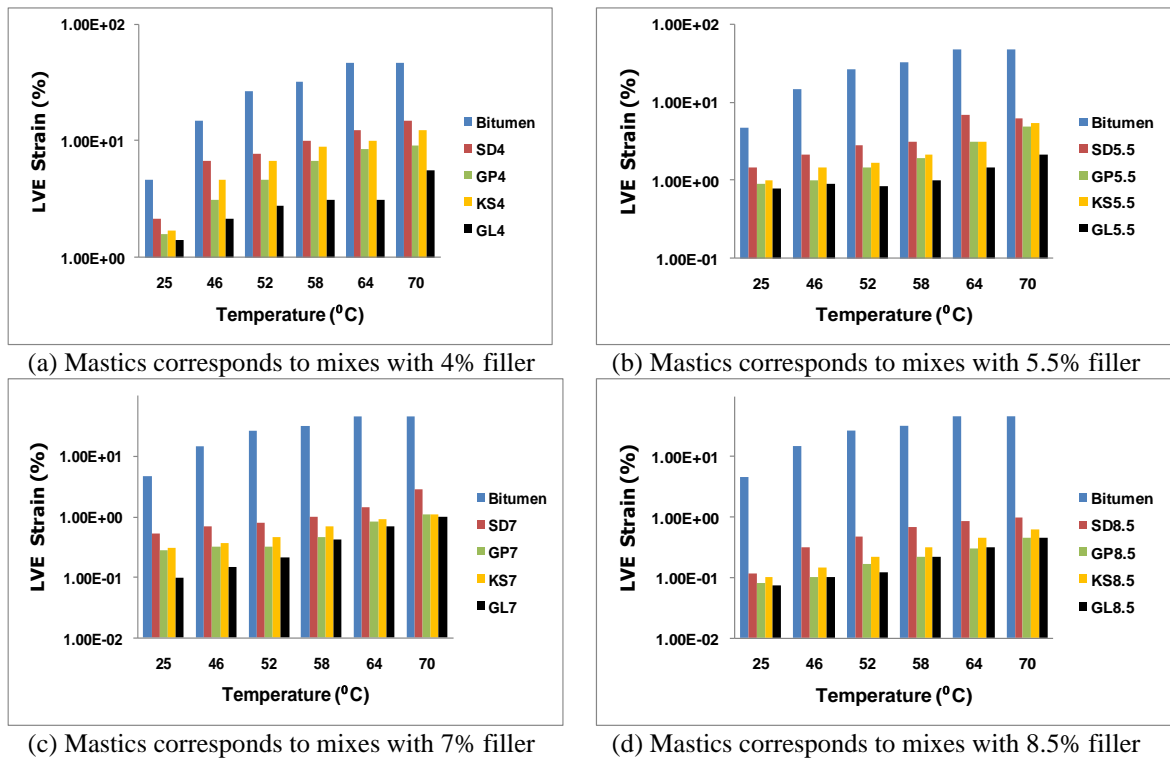 1.00E+02
1.00E+01
1.00E+00
LVE Strain (%)
25 46 52 58 64 70
Temperature (⁰C)
Bitumen
SD4
GP4
KS4
GL4
(a) Mastics corresponds to mixes with 4% filler
1.00E+02
1.00E+01
1.00E+00
1.00E-01
LVE Strain (%)
25 46 52 58 64 70
Temperature (⁰C)
Bitumen
SD5.5
GP5.5
KS5.5
GL5.5
(b) Mastics corresponds to mixes with 5.5% filler
1.00E+01
1.00E+00
1.00E-01
1.00E-02
LVE Strain (%)
25 46 52 58 64 70
Temperature (⁰C)
Bitumen
SD7
GP7
KS7
GL7
(c) Mastics corresponds to mixes with 7% filler
1.00E+01
1.00E+00
1.00E-01
1.00E-02
LVE Strain (%)
25 46 52 58 64 70
Temperature (⁰C)
Bitumen
SD8.5
GP8.5
KS8.5
GL8.5
(d) Mastics corresponds to mixes with 8.5% filler